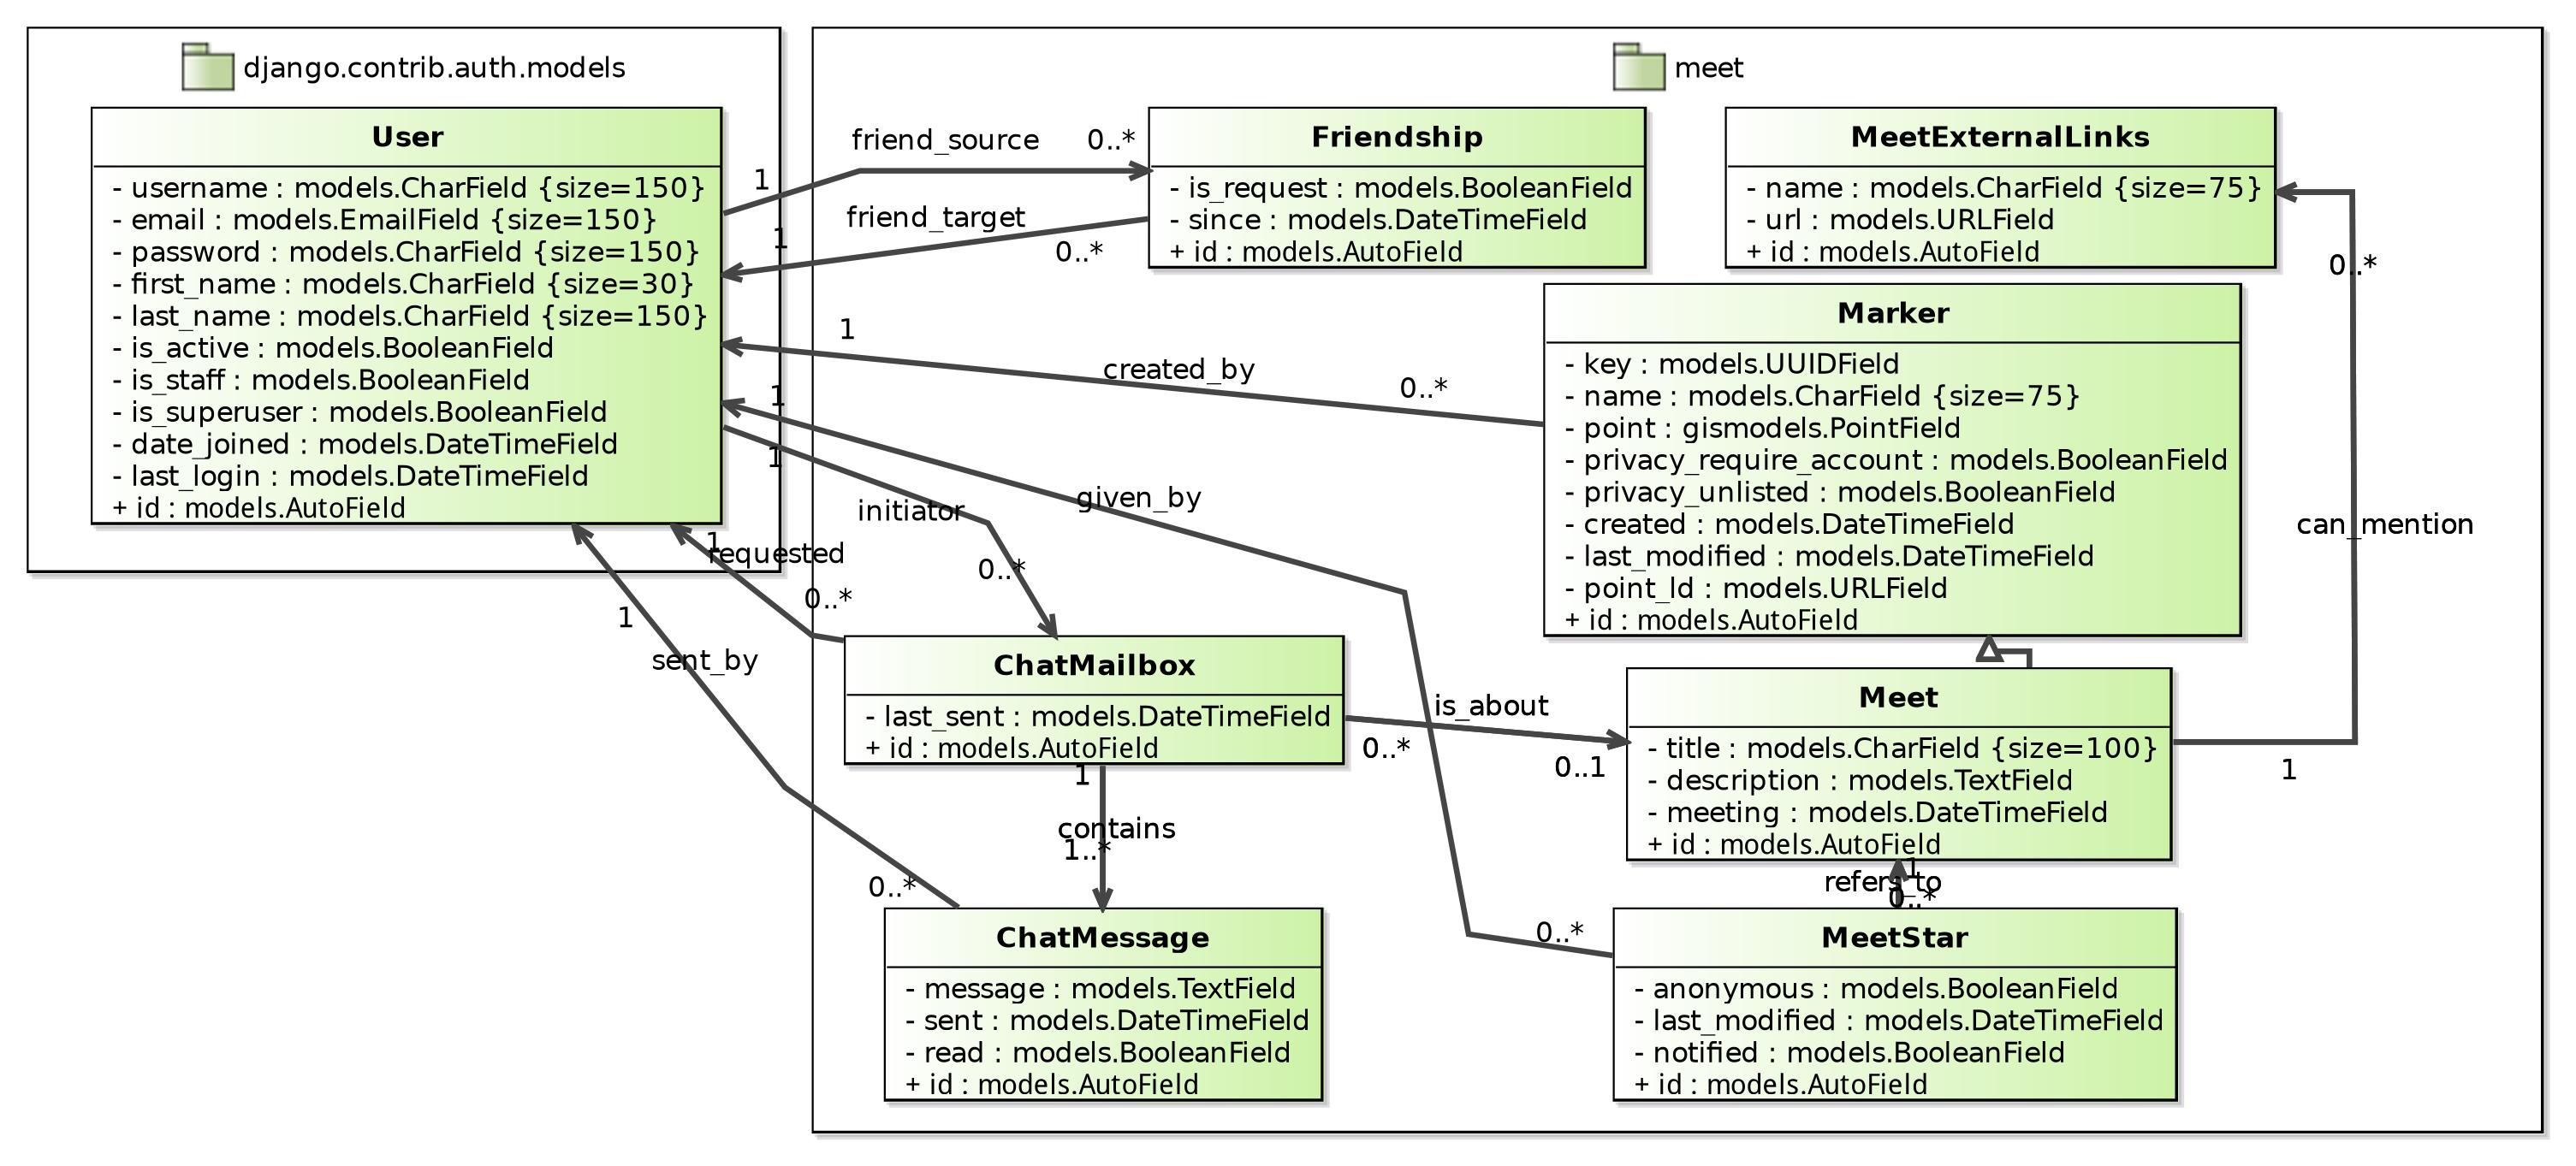 django.contrib.auth.models
User
- username : models.CharField {size=150}
- email : models.EmailField {size=150}
- password : models.CharField {size=150}
- first_name : models.CharField {size=30}
- last_name : models.CharField {size=150}
- is_active : models.BooleanField
- is_staff : models.BooleanField
- is_superuser : models.BooleanField
- date_joined : models.DateTimeField
- last_login : models.DateTimeField
+ id : models.AutoField
meet
Friendship
- is_request : models.BooleanField
- since : models.DateTimeField
+ id : models.AutoField
MeetExternalLinks
- name : models.CharField {size=75}
- url : models.URLField
+ id : models.AutoField
Marker
- key : models.UUIDField
- name : models.CharField {size=75}
- point : gismodels.PointField
- privacy_require_account : models.BooleanField
- privacy_unlisted : models.BooleanField
- created : models.DateTimeField
- last_modified : models.DateTimeField
- point_ld : models.URLField
+ id : models.AutoField
ChatMailbox
- last_sent : models.DateTimeField
+ id : models.AutoField
Meet
- title : models.CharField {size=100}
- description : models.TextField
- meeting : models.DateTimeField
+ id : models.AutoField
ChatMessage
- message : models.TextField
- sent : models.DateTimeField
- read : models.BooleanField
+ id : models.AutoField
MeetStar
- anonymous : models.BooleanField
- last_modified : models.DateTimeField
- notified : models.BooleanField
+ id : models.AutoField
friend_source
1
0..*
friend_target
1
0..*
created_by
1
0..*
given_by
1
0..*
initiator
1
0..*
requested
1
0..*
sent_by
1
0..*
is_about
0..*
0..1
contains
1
1..*
can_mention
0..*
1
refers_to
1
0..*